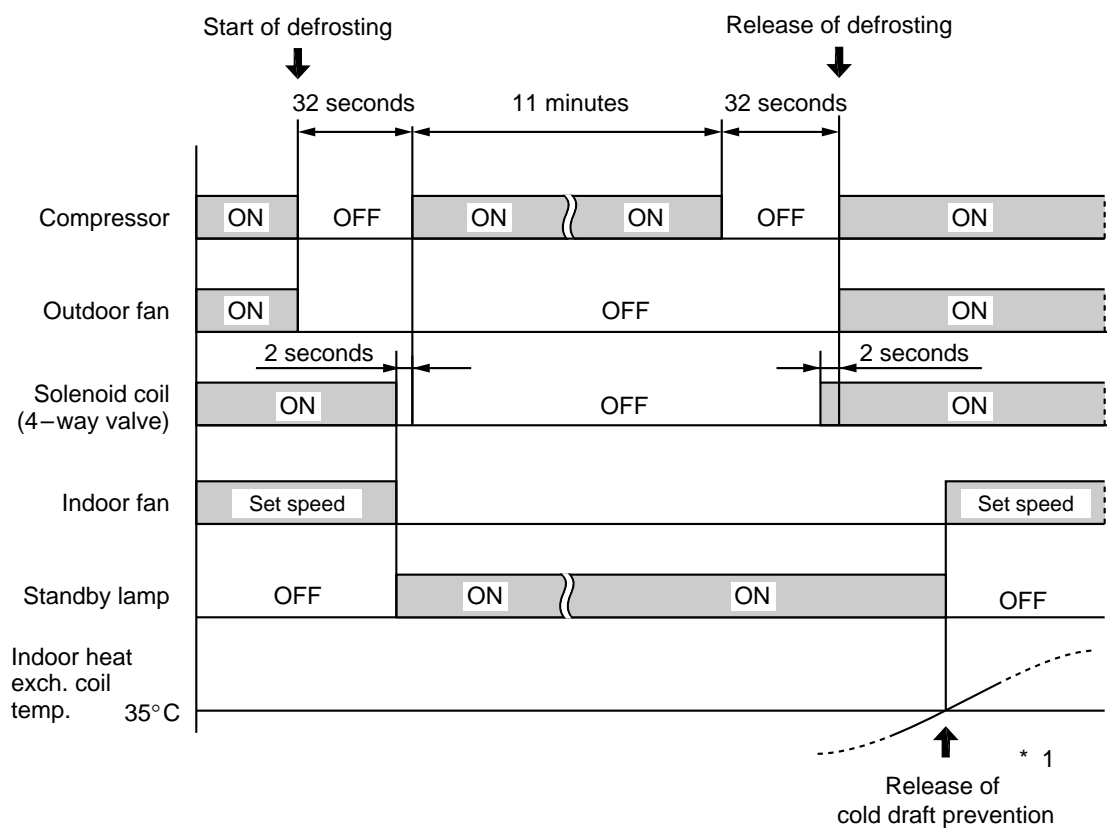 Start of defrosting
Release of defrosting
32 seconds
11 minutes
32 seconds
Compressor
ON
OFF
ON
ON
OFF
ON
Outdoor fan
ON
OFF
ON
2 seconds
2 seconds
Solenoid coil
(4–way valve)
ON
OFF
ON
Indoor fan
Set speed
Set speed
Standby lamp
OFF
ON
ON
OFF
Indoor heat
exch. coil
temp.
35°C
* 1
Release of
cold draft prevention